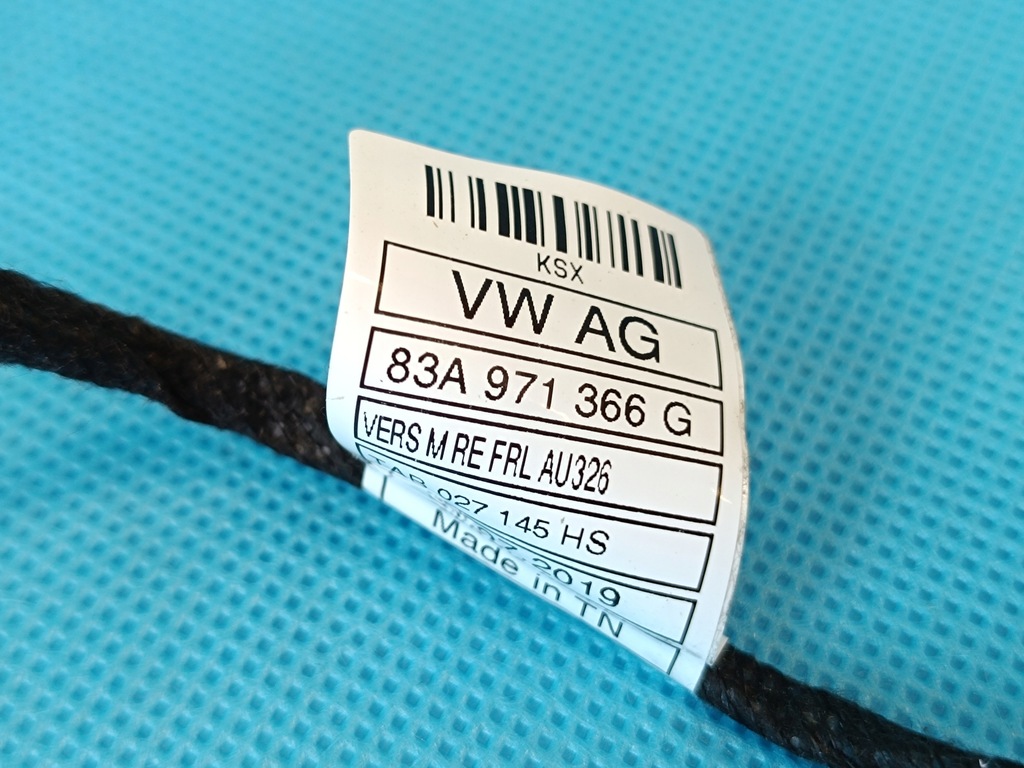 KSX
VW AG
83A 971 366 G
VERS M RE FRL AU326
027 145 HS
2019
Made in TN